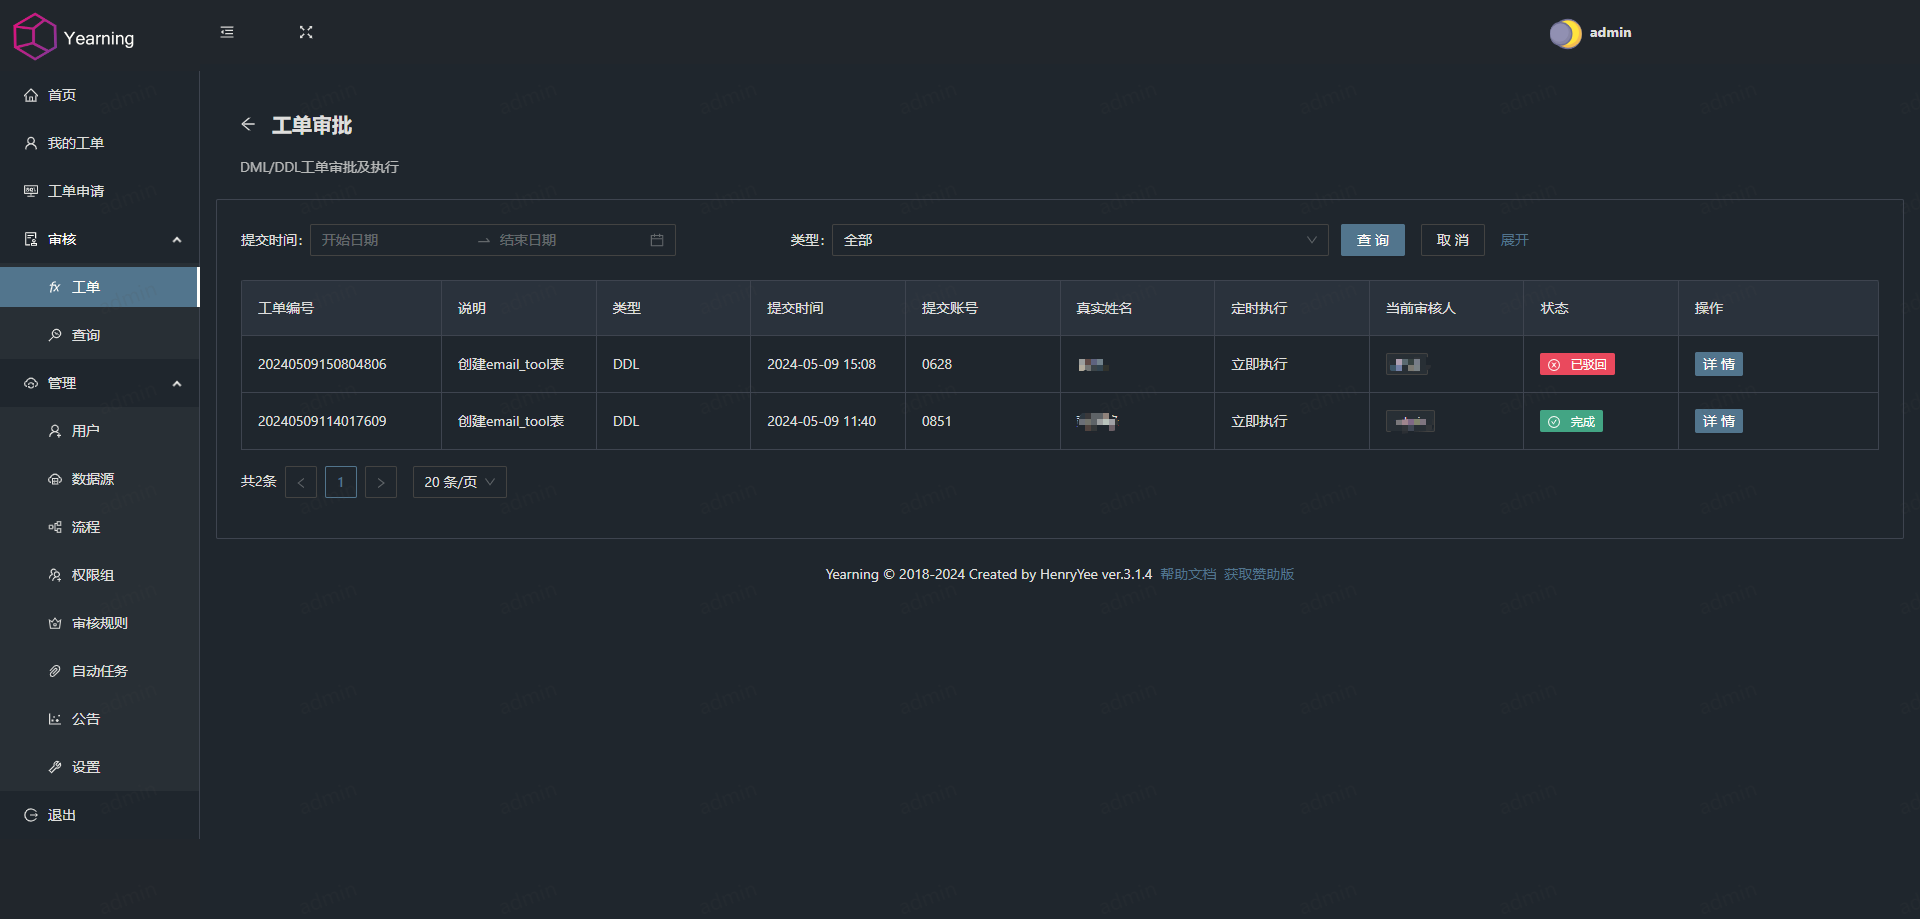 Yearning
admin
首页
我的工单
工单申请
审核
工单
查询
管理
用户
数据源
流程
权限组
审核规则
自动任务
公告
设置
退出
工单审批
DML/DDL工单审批及执行
提交时间: 开始日期 → 结束日期 类型: 全部 查 询 取 消 展开
工单编号 说明 类型 提交时间 提交账号 真实姓名 定时执行 当前审核人 状态 操作
20240509150804806 创建email_tool表 DDL 2024-05-09 15:08 0628 立即执行 已驳回 详 情
20240509114017609 创建email_tool表 DDL 2024-05-09 11:40 0851 立即执行 完成 详 情
共2条 < 1 > 20 条/页
Yearning © 2018-2024 Created by HenryYee ver.3.1.4 帮助文档 获取赞助版